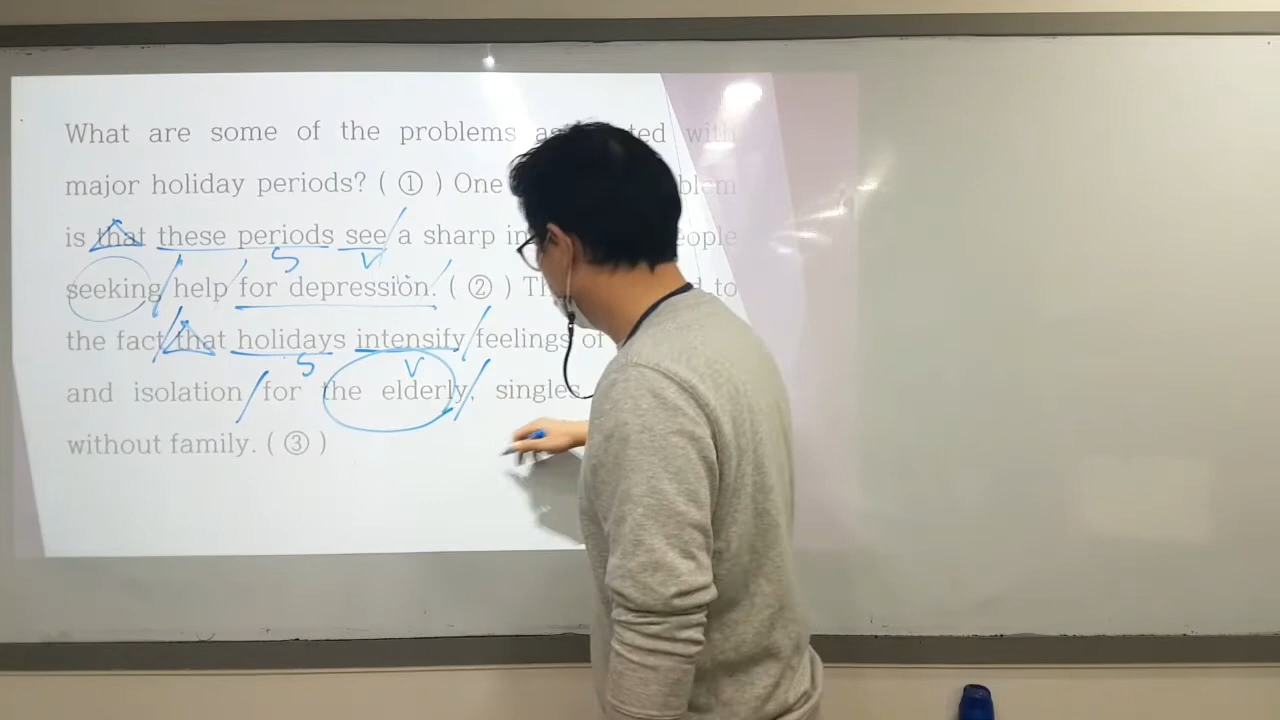 What are some of the problems with
major holiday periods? ( ① ) One
is that these periods see a sharp
seeking help for depression. ( ② ) to
the fact that holidays intensify feelings of
and isolation for the elderly, singles
without family. ( ③ )
S V
S V